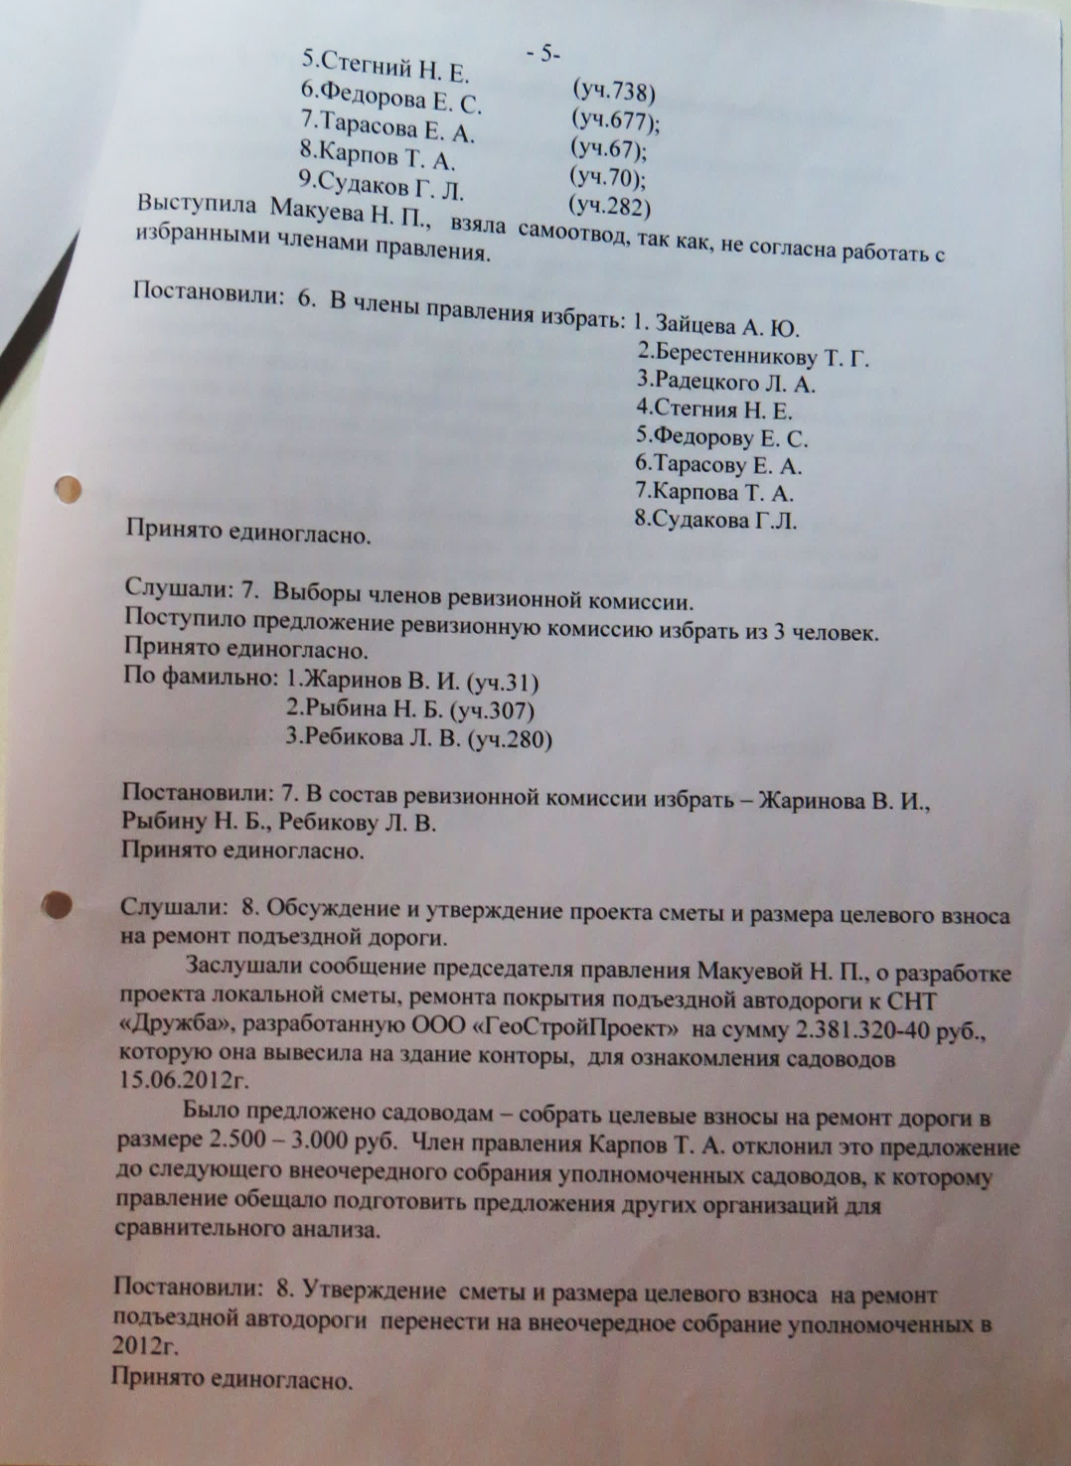 - 5-
5.Стегний Н. Е. (уч.738)
6.Федорова Е. С. (уч.677);
7.Тарасова Е. А. (уч.67);
8.Карпов Т. А. (уч.70);
9.Судаков Г. Л. (уч.282)
Выступила Макуева Н. П., взяла самоотвод, так как, не согласна работать с
избранными членами правления.
Постановили: 6. В члены правления избрать: 1. Зайцева А. Ю.
2.Берестенникову Т. Г.
3.Радецкого Л. А.
4.Стегния Н. Е.
5.Федорову Е. С.
6.Тарасову Е. А.
7.Карпова Т. А.
8.Судакова Г.Л.
Принято единогласно.
Слушали: 7. Выборы членов ревизионной комиссии.
Поступило предложение ревизионную комиссию избрать из 3 человек.
Принято единогласно.
По фамильно: 1.Жаринов В. И. (уч.31)
2.Рыбина Н. Б. (уч.307)
3.Ребикова Л. В. (уч.280)
Постановили: 7. В состав ревизионной комиссии избрать – Жаринова В. И.,
Рыбину Н. Б., Ребикову Л. В.
Принято единогласно.
Слушали: 8. Обсуждение и утверждение проекта сметы и размера целевого взноса
на ремонт подъездной дороги.
Заслушали сообщение председателя правления Макуевой Н. П., о разработке
проекта локальной сметы, ремонта покрытия подъездной автодороги к СНТ
«Дружба», разработанную ООО «ГеоСтройПроект» на сумму 2.381.320-40 руб.,
которую она вывесила на здание конторы, для ознакомления садоводов
15.06.2012г.
Было предложено садоводам – собрать целевые взносы на ремонт дороги в
размере 2.500 – 3.000 руб. Член правления Карпов Т. А. отклонил это предложение
до следующего внеочередного собрания уполномоченных садоводов, к которому
правление обещало подготовить предложения других организаций для
сравнительного анализа.
Постановили: 8. Утверждение сметы и размера целевого взноса на ремонт
подъездной автодороги перенести на внеочередное собрание уполномоченных в
2012г.
Принято единогласно.